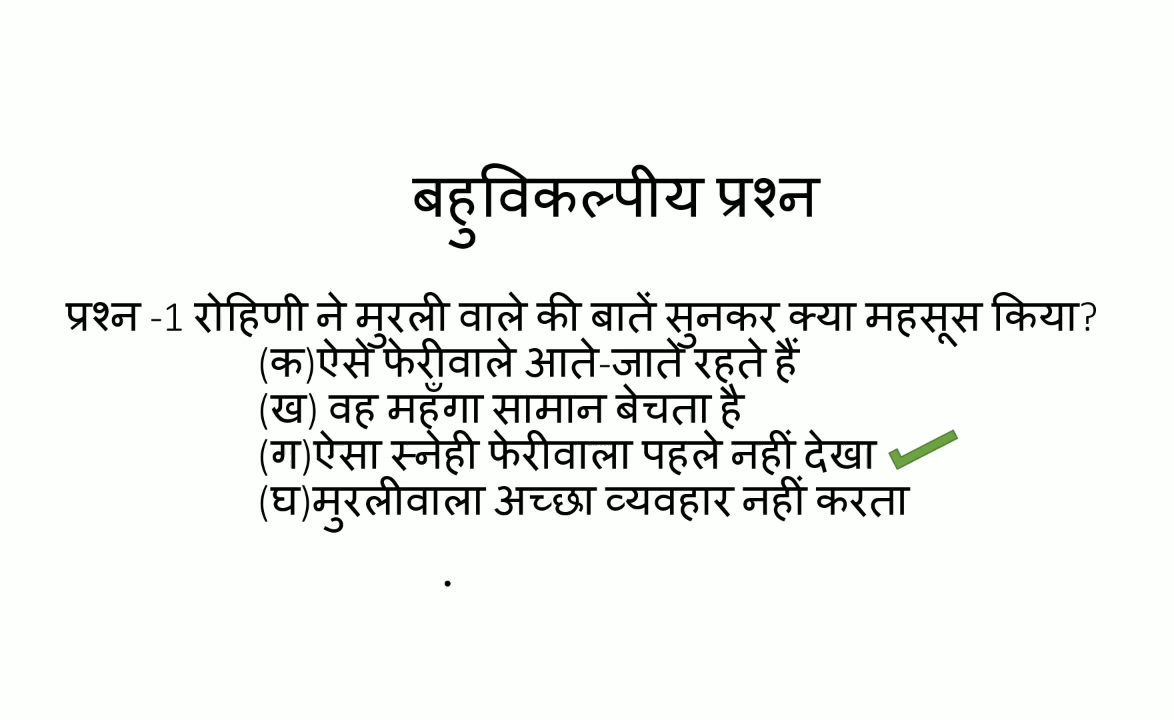 बहुविकल्पीय प्रश्न
प्रश्न -1 रोहिणी ने मुरली वाले की बातें सुनकर क्या महसूस किया?
(क)ऐसे फेरीवाले आते-जाते रहते हैं
(ख) वह महँगा सामान बेचता है
(ग)ऐसा स्नेही फेरीवाला पहले नहीं देखा
(घ)मुरलीवाला अच्छा व्यवहार नहीं करता
.